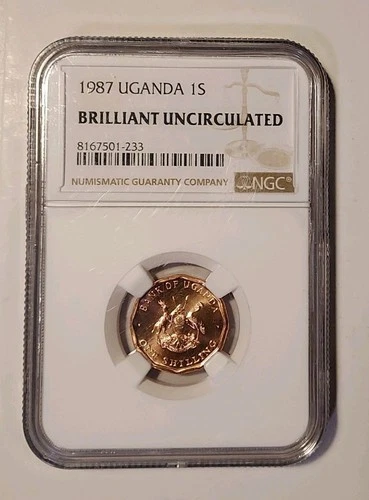 1987 UGANDA 1S
BRILLIANT UNCIRCULATED
8167501-233
NUMISMATIC GUARANTY COMPANY NGC®
BANK OF UGANDA
ONE SHILLING